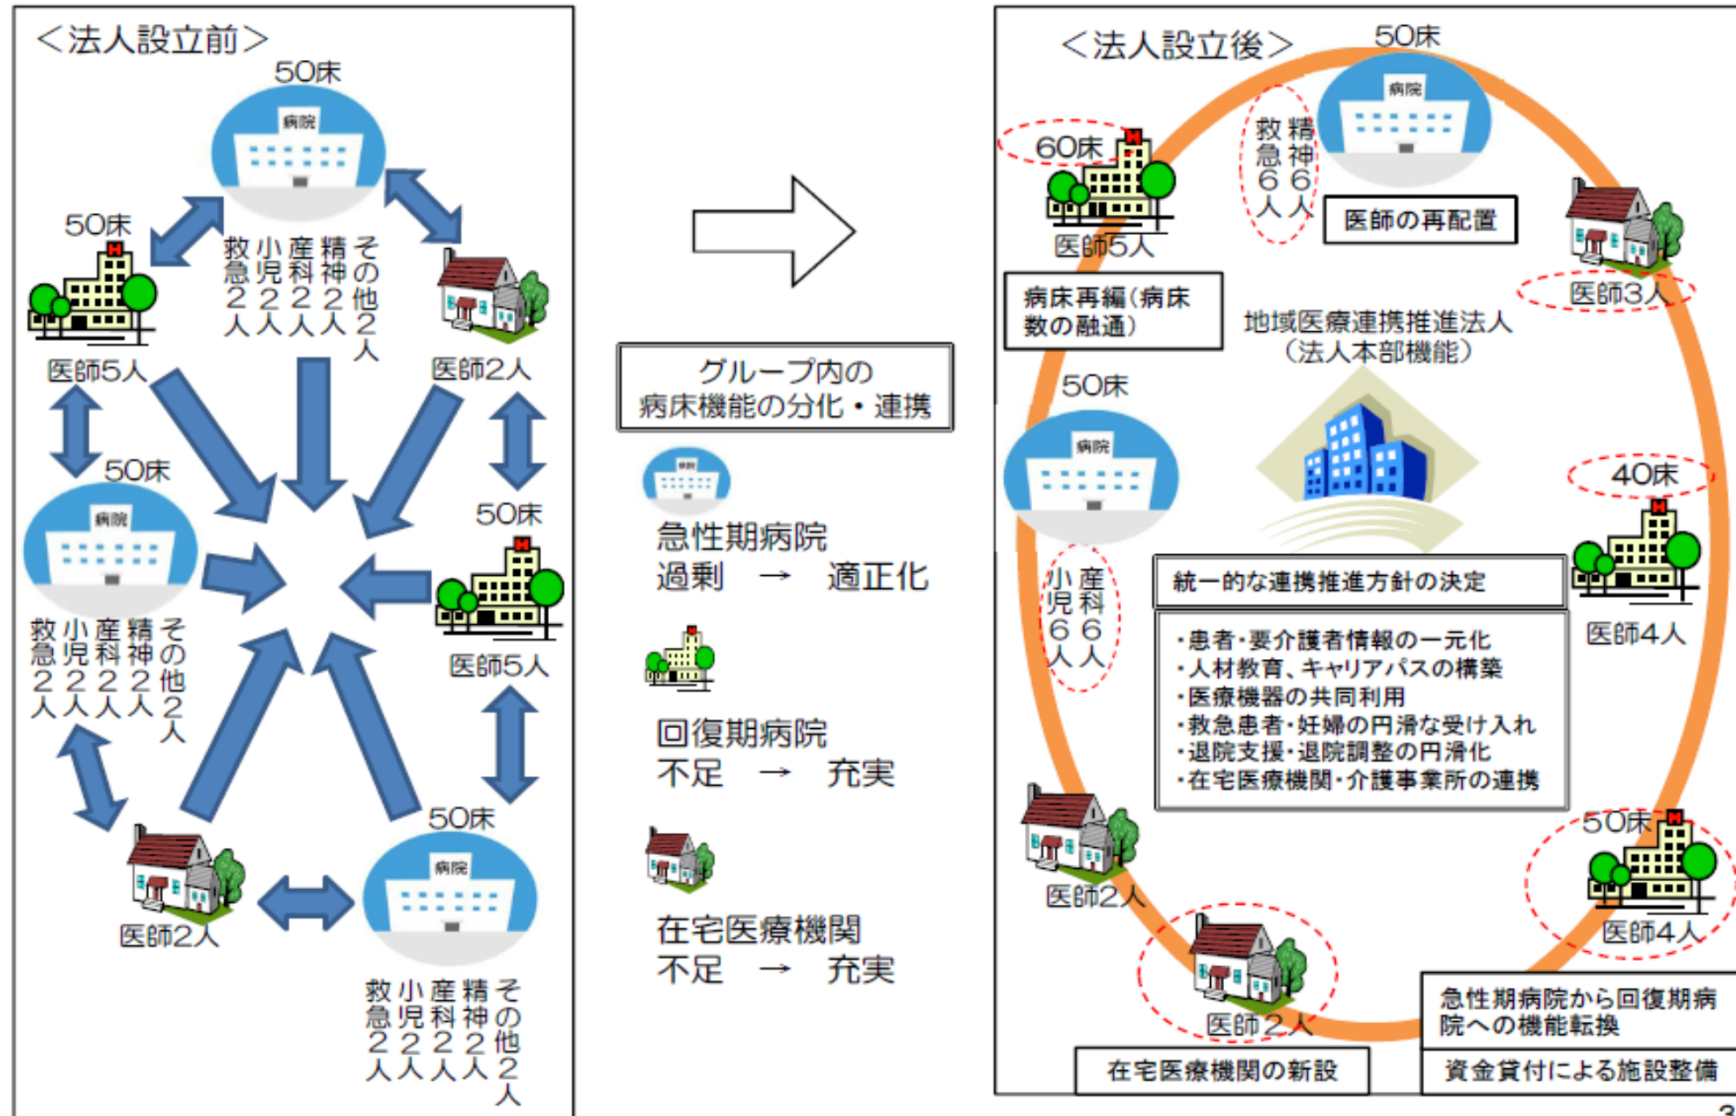 ＜法人設立前＞
50床
病院
50床
医師5人
救急2人
小児2人
産科2人
精神2人
その他2人
医師2人
50床
病院
救急2人
小児2人
産科2人
精神2人
その他2人
50床
医師5人
医師2人
50床
病院
救急2人
小児2人
産科2人
精神2人
その他2人
グループ内の
病床機能の分化・連携
病院
急性期病院
過剰　→　適正化
回復期病院
不足　→　充実
在宅医療機関
不足　→　充実
＜法人設立後＞
50床
病院
救急6人
精神6人
医師の再配置
60床
医師5人
病床再編(病床
数の融通)
医師3人
地域医療連携推進法人
（法人本部機能）
50床
病院
小児6人
産科6人
40床
医師4人
統一的な連携推進方針の決定
・患者・要介護者情報の一元化
・人材教育、キャリアパスの構築
・医療機器の共同利用
・救急患者・妊婦の円滑な受け入れ
・退院支援・退院調整の円滑化
・在宅医療機関・介護事業所の連携
医師2人
50床
医師4人
医師2人
在宅医療機関の新設
急性期病院から回復期病
院への機能転換
資金貸付による施設整備
3